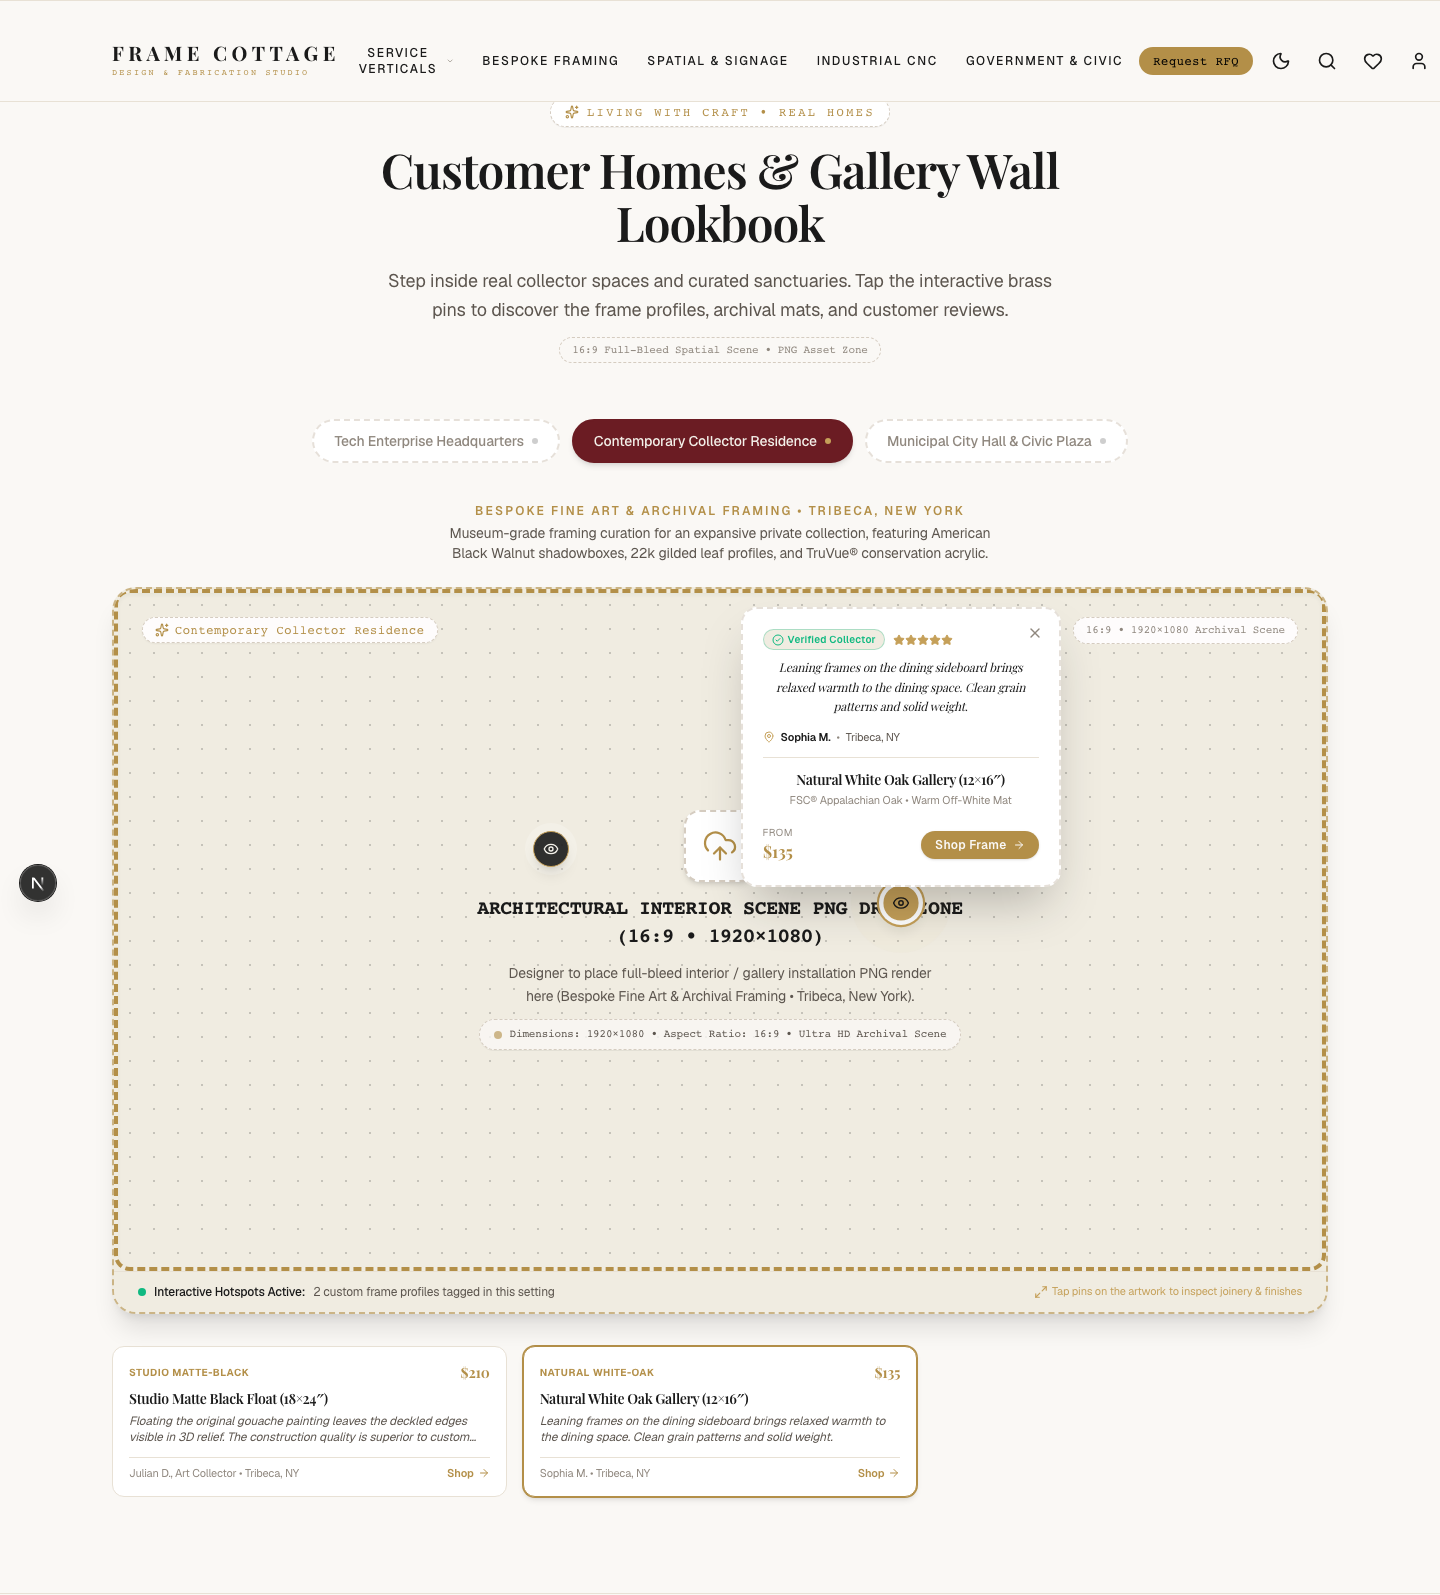 FRAME COTTAGE
DESIGN & FABRICATION STUDIO
SERVICE
VERTICALS
BESPOKE FRAMING
SPATIAL & SIGNAGE
INDUSTRIAL CNC
GOVERNMENT & CIVIC
Request RFQ
LIVING WITH CRAFT • REAL HOMES
Customer Homes & Gallery Wall
Lookbook
Step inside real collector spaces and curated sanctuaries. Tap the interactive brass
pins to discover the frame profiles, archival mats, and customer reviews.
16:9 Full-Bleed Spatial Scene • PNG Asset Zone
Tech Enterprise Headquarters
Contemporary Collector Residence
Municipal City Hall & Civic Plaza
BESPOKE FINE ART & ARCHIVAL FRAMING • TRIBECA, NEW YORK
Museum-grade framing curation for an expansive private collection, featuring American
Black Walnut shadowboxes, 22k gilded leaf profiles, and TruVue® conservation acrylic.
Contemporary Collector Residence
16:9 • 1920×1080 Archival Scene
Verified Collector
Leaning frames on the dining sideboard brings
relaxed warmth to the dining space. Clean grain
patterns and solid weight.
Sophia M. • Tribeca, NY
Natural White Oak Gallery (12×16″)
FSC® Appalachian Oak • Warm Off-White Mat
FROM
$135
Shop Frame
N
ARCHITECTURAL INTERIOR SCENE PNG DR ZONE
(16:9 • 1920×1080)
Designer to place full-bleed interior / gallery installation PNG render
here (Bespoke Fine Art & Archival Framing • Tribeca, New York).
Dimensions: 1920×1080 • Aspect Ratio: 16:9 • Ultra HD Archival Scene
Interactive Hotspots Active: 2 custom frame profiles tagged in this setting
Tap pins on the artwork to inspect joinery & finishes
STUDIO MATTE-BLACK
$210
Studio Matte Black Float (18×24″)
Floating the original gouache painting leaves the deckled edges
visible in 3D relief. The construction quality is superior to custom...
Julian D., Art Collector • Tribeca, NY
Shop
NATURAL WHITE-OAK
$135
Natural White Oak Gallery (12×16″)
Leaning frames on the dining sideboard brings relaxed warmth to
the dining space. Clean grain patterns and solid weight.
Sophia M. • Tribeca, NY
Shop